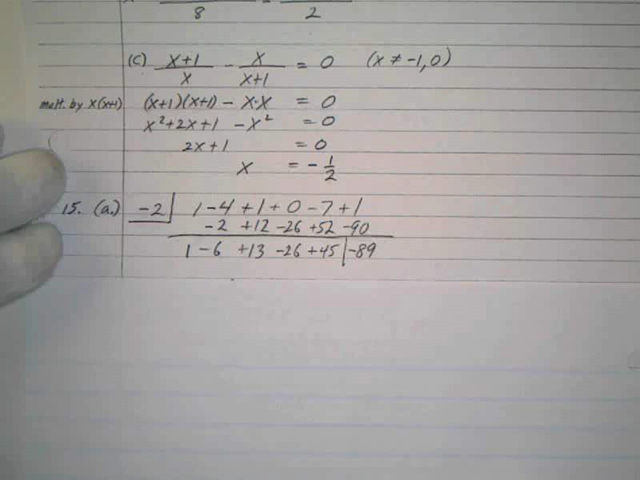 8 2
(c) x+1/x - x/x+1 = 0 (x ≠ -1,0)
mult. by x(x+1) (x+1)(x+1) - x·x = 0
x²+2x+1 - x² = 0
2x+1 = 0
x = - 1/2
15. (a.) -2 | 1 -4 +1 +0 -7 +1
-2 +12 -26 +52 -90
1 -6 +13 -26 +45 | -89